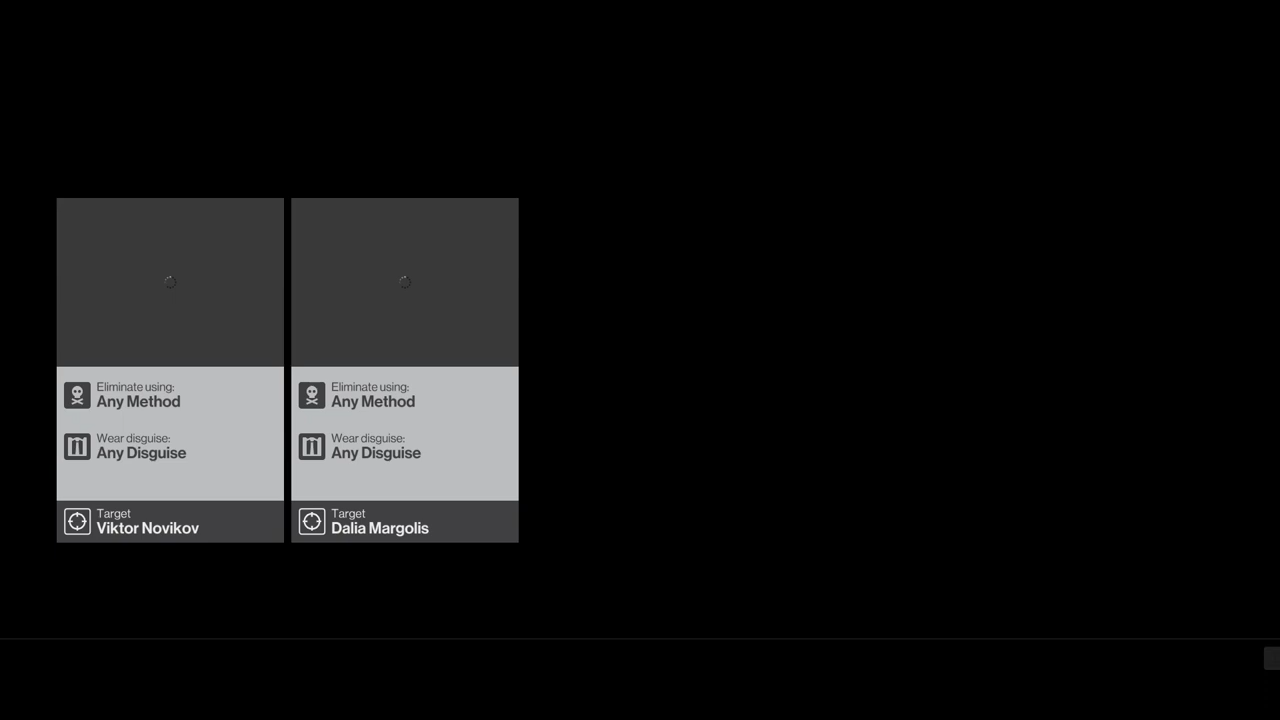 Eliminate using:
Any Method
Wear disguise:
Any Disguise
Target
Viktor Novikov
Eliminate using:
Any Method
Wear disguise:
Any Disguise
Target
Dalia Margolis